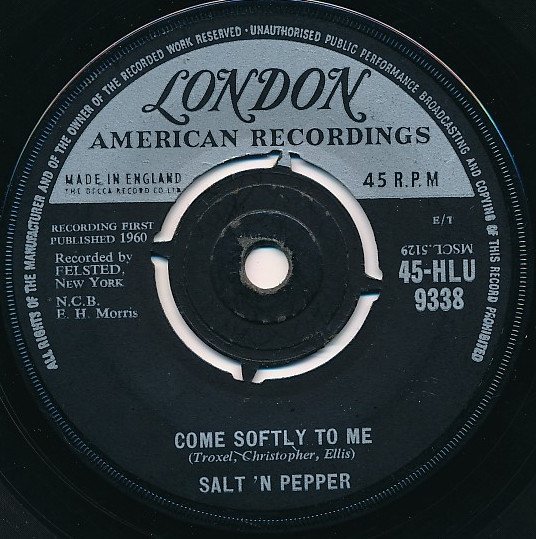 ALL RIGHTS OF THE MANUFACTURER AND OF THE OWNER OF THE RECORDED WORK RESERVED · UNAUTHORISED PUBLIC PERFORMANCE BROADCASTING AND COPYING OF THIS RECORD PROHIBITED
LONDON
AMERICAN RECORDINGS
MADE IN ENGLAND
THE DECCA RECORD CO LTD
45 R.P.M
E/T
RECORDING FIRST
PUBLISHED 1960
Recorded by
FELSTED,
NEW YORK
N.C.B.
E. H. Morris
MSCL.5129
45-HLU
9338
COME SOFTLY TO ME
(Troxel, Christopher, Ellis)
SALT 'N PEPPER